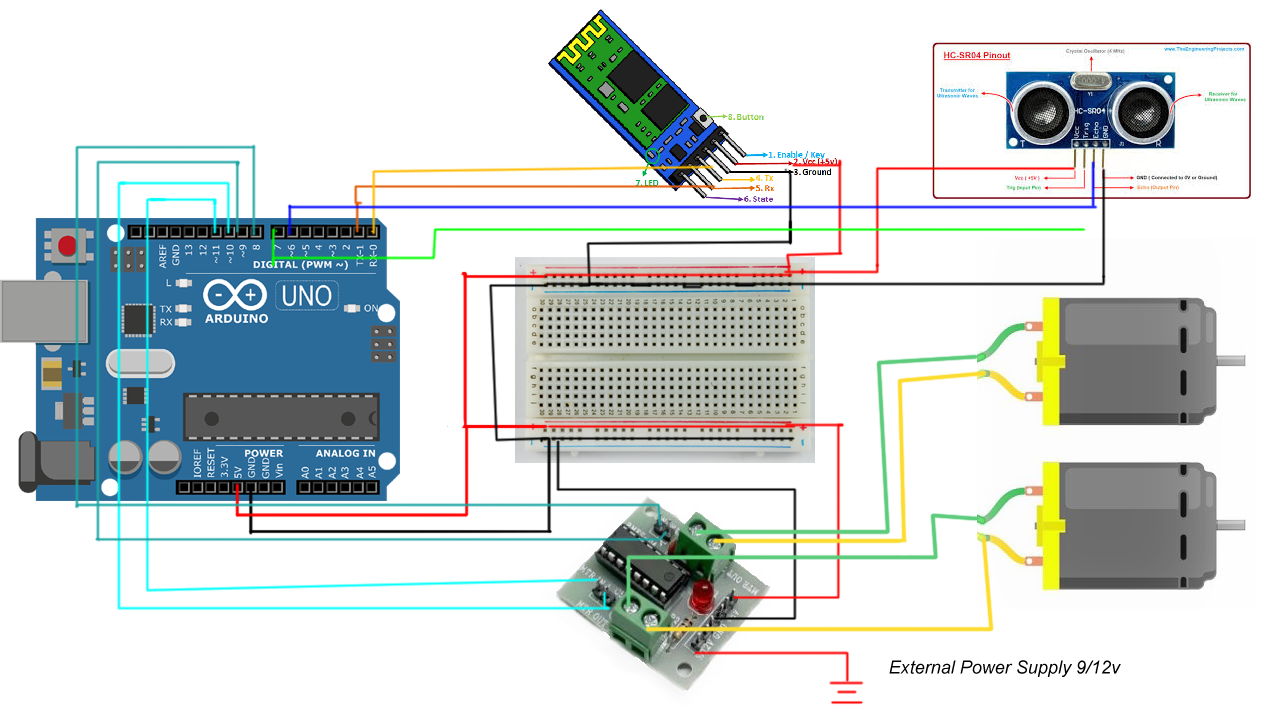 8. Button
1. Enable / Key
2. Vcc (+5v)
3. Ground
4. Tx
5. Rx
6. State
7. LED
HC-SR04 Pinout
Crystal Oscillator (4 MHz)
www.TheEngineeringProjects.com
Transmitter for
Ultrasonic Waves
Receiver for
Ultrasonic Waves
HC-SR04
Vcc
Trig
Echo
GND
T
R
Vcc ( +5V )
Trig (Input Pin)
GND ( Connected to 0V or Ground)
Echo (Output Pin)
AREF
GND
13
12
~11
~10
~9
8
7
~6
~5
4
~3
2
TX→1
RX←0
DIGITAL (PWM ~)
L
TX
RX
ARDUINO
UNO
ON
IOREF
RESET
3.3V
5V
GND
GND
Vin
POWER
A0
A1
A2
A3
A4
A5
ANALOG IN
MTR OUT
MTR OUT
External Power Supply 9/12v